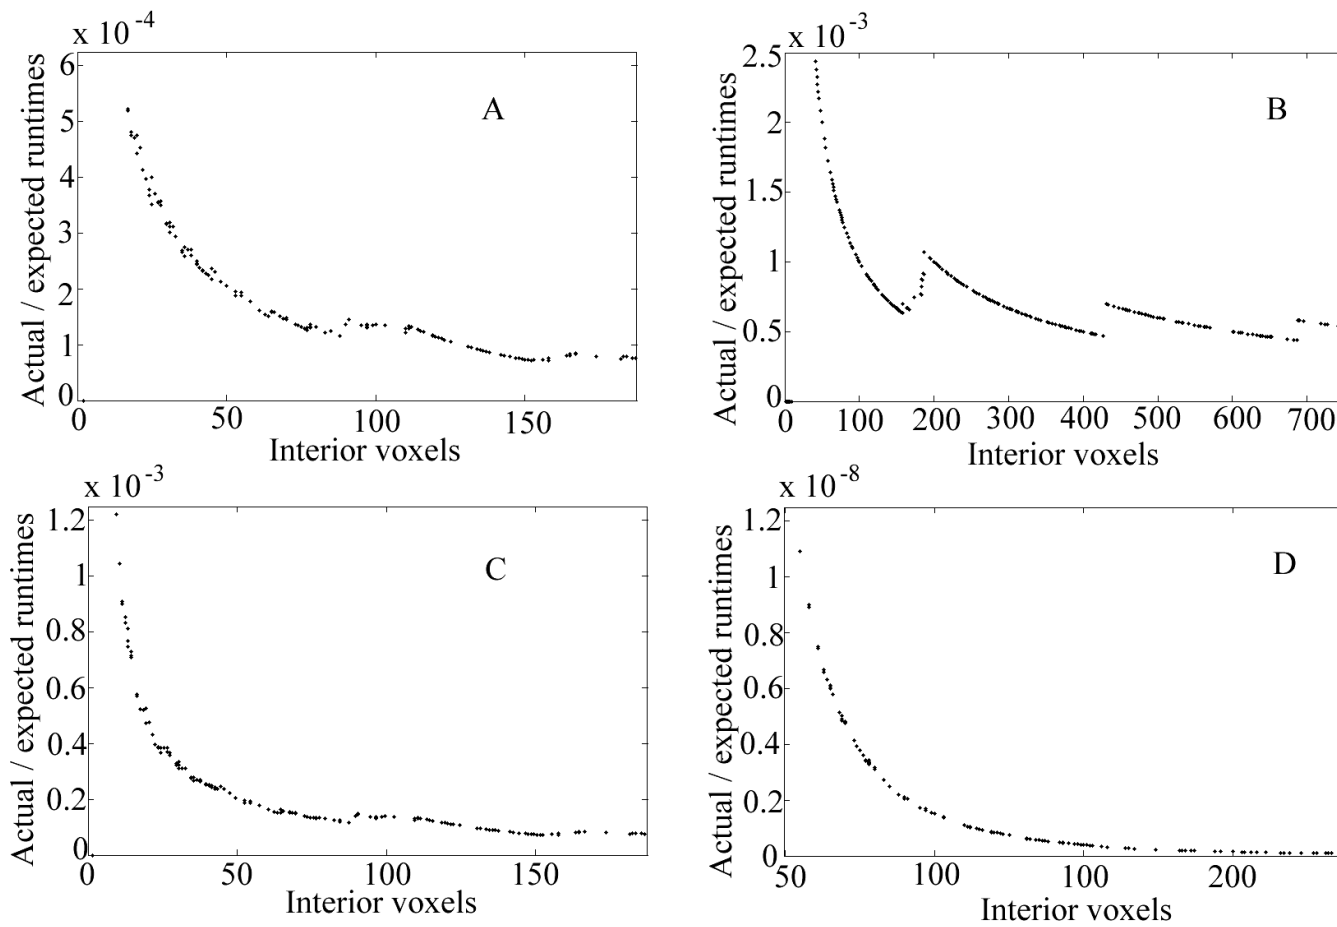 x 10^-4
Actual / expected runtimes
6
5
4
3
2
1
0
A
0 50 100 150
Interior voxels
x 10^-3
Actual / expected runtimes
2.5
2
1.5
1
0.5
0
B
0 100 200 300 400 500 600 700
Interior voxels
x 10^-3
Actual / expected runtimes
1.2
1
0.8
0.6
0.4
0.2
0
C
0 50 100 150
Interior voxels
x 10^-8
Actual / expected runtimes
1.2
1
0.8
0.6
0.4
0.2
0
D
50 100 100 200
Interior voxels